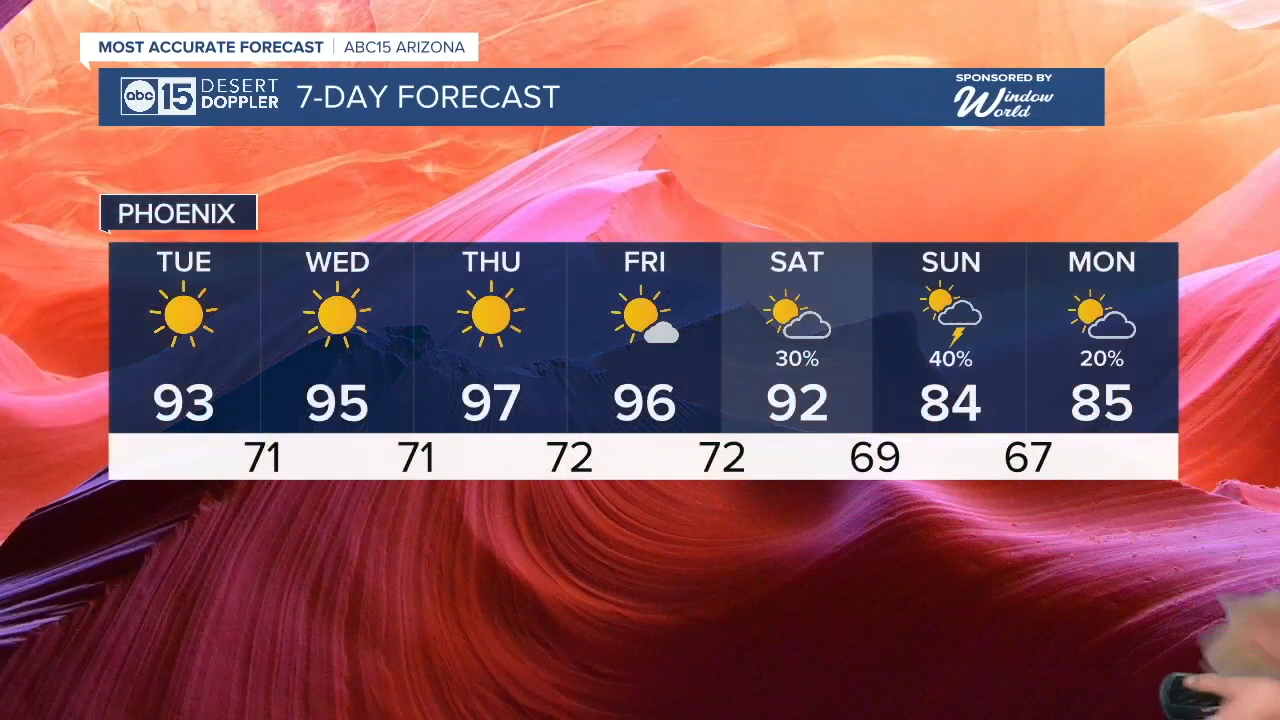 MOST ACCURATE FORECAST | ABC15 ARIZONA
abc 15 DESERT DOPPLER 7-DAY FORECAST
SPONSORED BY
Window World
PHOENIX
TUE WED THU FRI SAT SUN MON
30% 40% 20%
93 95 97 96 92 84 85
71 71 72 72 69 67